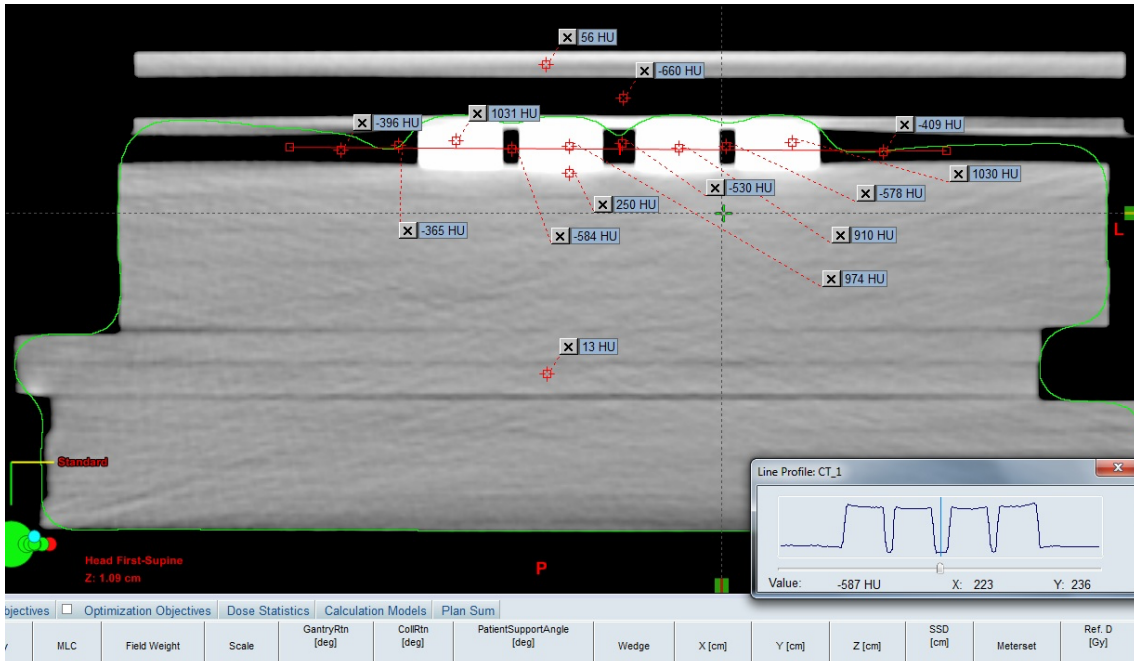 56 HU
-660 HU
1031 HU
-396 HU
-409 HU
1030 HU
-530 HU
-578 HU
250 HU
-365 HU
-584 HU
910 HU
L
974 HU
13 HU
Standard
Head First-Supine
Z: 1.09 cm
P
Line Profile: CT_1
Value: -587 HU X: 223 Y: 236
bjectives Optimization Objectives Dose Statistics Calculation Models Plan Sum
MLC Field Weight Scale GantryRtn [deg] CollRtn [deg] PatientSupportAngle [deg] Wedge X [cm] Y [cm] Z [cm] SSD [cm] Meterset Ref. D [Gy]